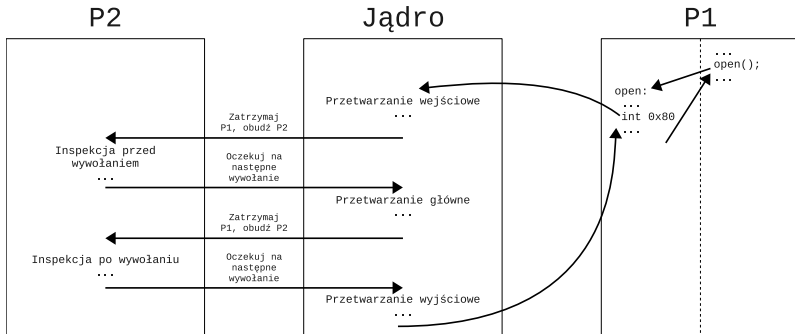 P2
Jądro
P1
...
open();
...
open:
...
int 0x80
...
Przetwarzanie wejściowe
...
Zatrzymaj
P1, obudź P2
Inspekcja przed
wywołaniem
...
Oczekuj na
następne
wywołanie
Przetwarzanie główne
...
Zatrzymaj
P1, obudź P2
Inspekcja po wywołaniu
...
Oczekuj na
następne
wywołanie
Przetwarzanie wyjściowe
...